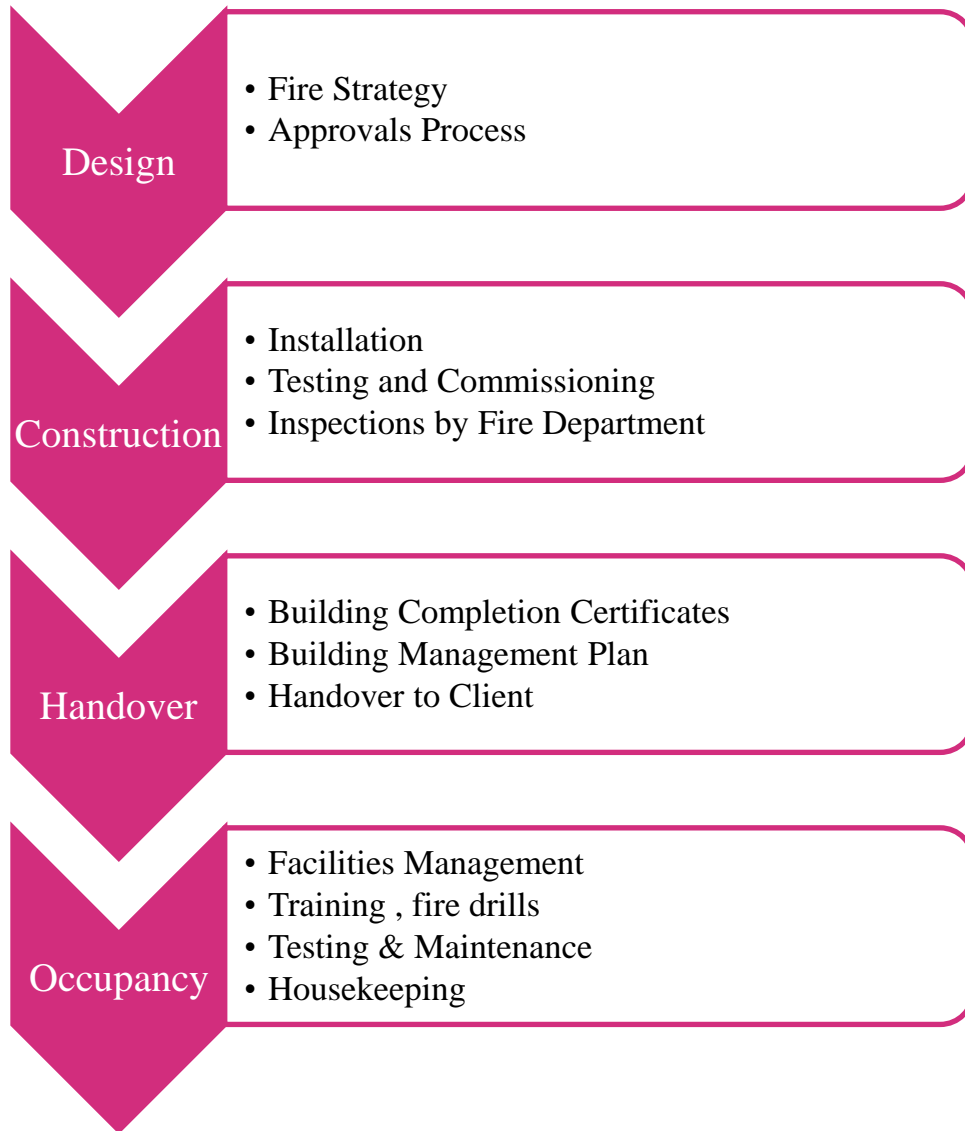 Design
• Fire Strategy
• Approvals Process
Construction
• Installation
• Testing and Commissioning
• Inspections by Fire Department
Handover
• Building Completion Certificates
• Building Management Plan
• Handover to Client
Occupancy
• Facilities Management
• Training , fire drills
• Testing & Maintenance
• Housekeeping